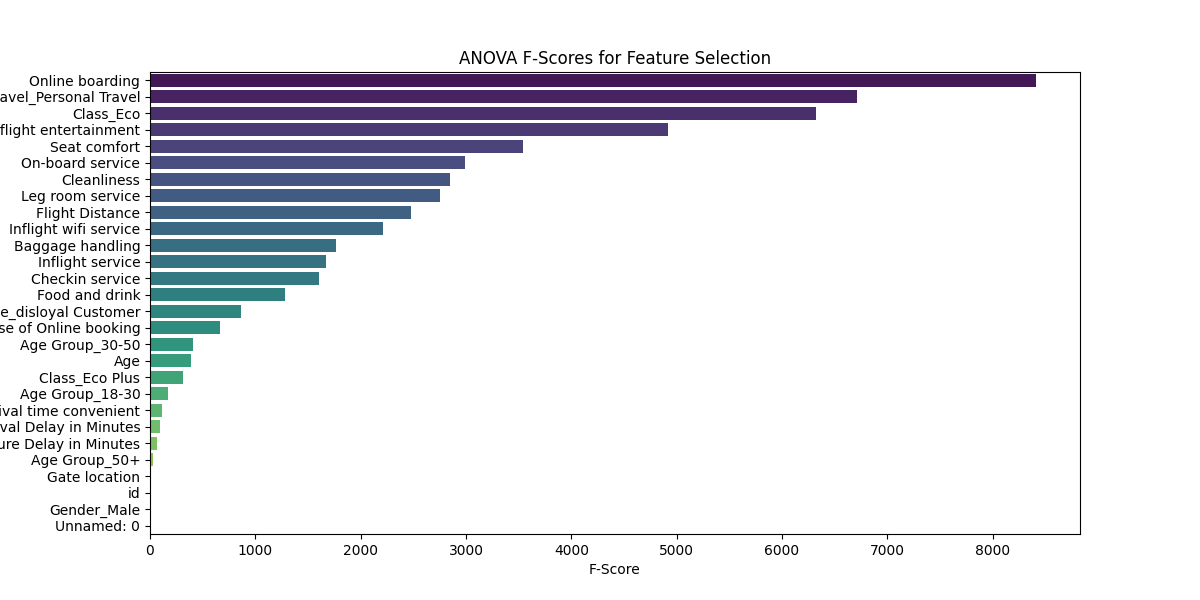 ANOVA F-Scores for Feature Selection
Online boarding
avel_Personal Travel
Class_Eco
flight entertainment
Seat comfort
On-board service
Cleanliness
Leg room service
Flight Distance
Inflight wifi service
Baggage handling
Inflight service
Checkin service
Food and drink
e_disloyal Customer
se of Online booking
Age Group_30-50
Age
Class_Eco Plus
Age Group_18-30
ival time convenient
val Delay in Minutes
ure Delay in Minutes
Age Group_50+
Gate location
id
Gender_Male
Unnamed: 0
0 1000 2000 3000 4000 5000 6000 7000 8000
F-Score